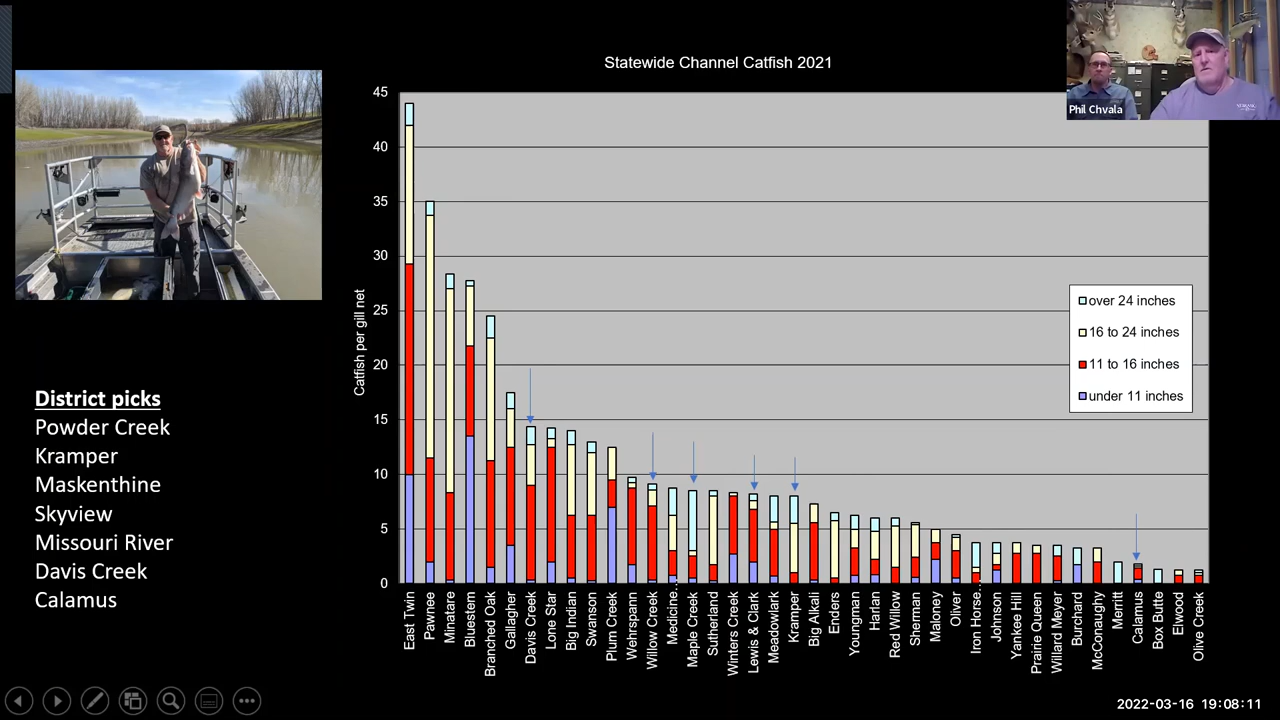 Statewide Channel Catfish 2021
Phil Chvala
45
40
35
30
25
20
15
10
5
0
Catfish per gill net
over 24 inches
16 to 24 inches
11 to 16 inches
under 11 inches
District picks
Powder Creek
Kramper
Maskenthine
Skyview
Missouri River
Davis Creek
Calamus
East Twin
Pawnee
Minatare
Bluestem
Branched Oak
Gallagher
Davis Creek
Lone Star
Big Indian
Swanson
Plum Creek
Wehrspann
Willow Creek
Medicine…
Maple Creek
Sutherland
Winters Creek
Lewis & Clark
Meadowlark
Kramper
Big Alkali
Enders
Youngman
Harlan
Red Willow
Sherman
Maloney
Oliver
Iron Horse…
Johnson
Yankee Hill
Prairie Queen
Willard Meyer
Burchard
McConaughy
Merritt
Calamus
Box Butte
Elwood
Olive Creek
2022-03-16 19:08:11